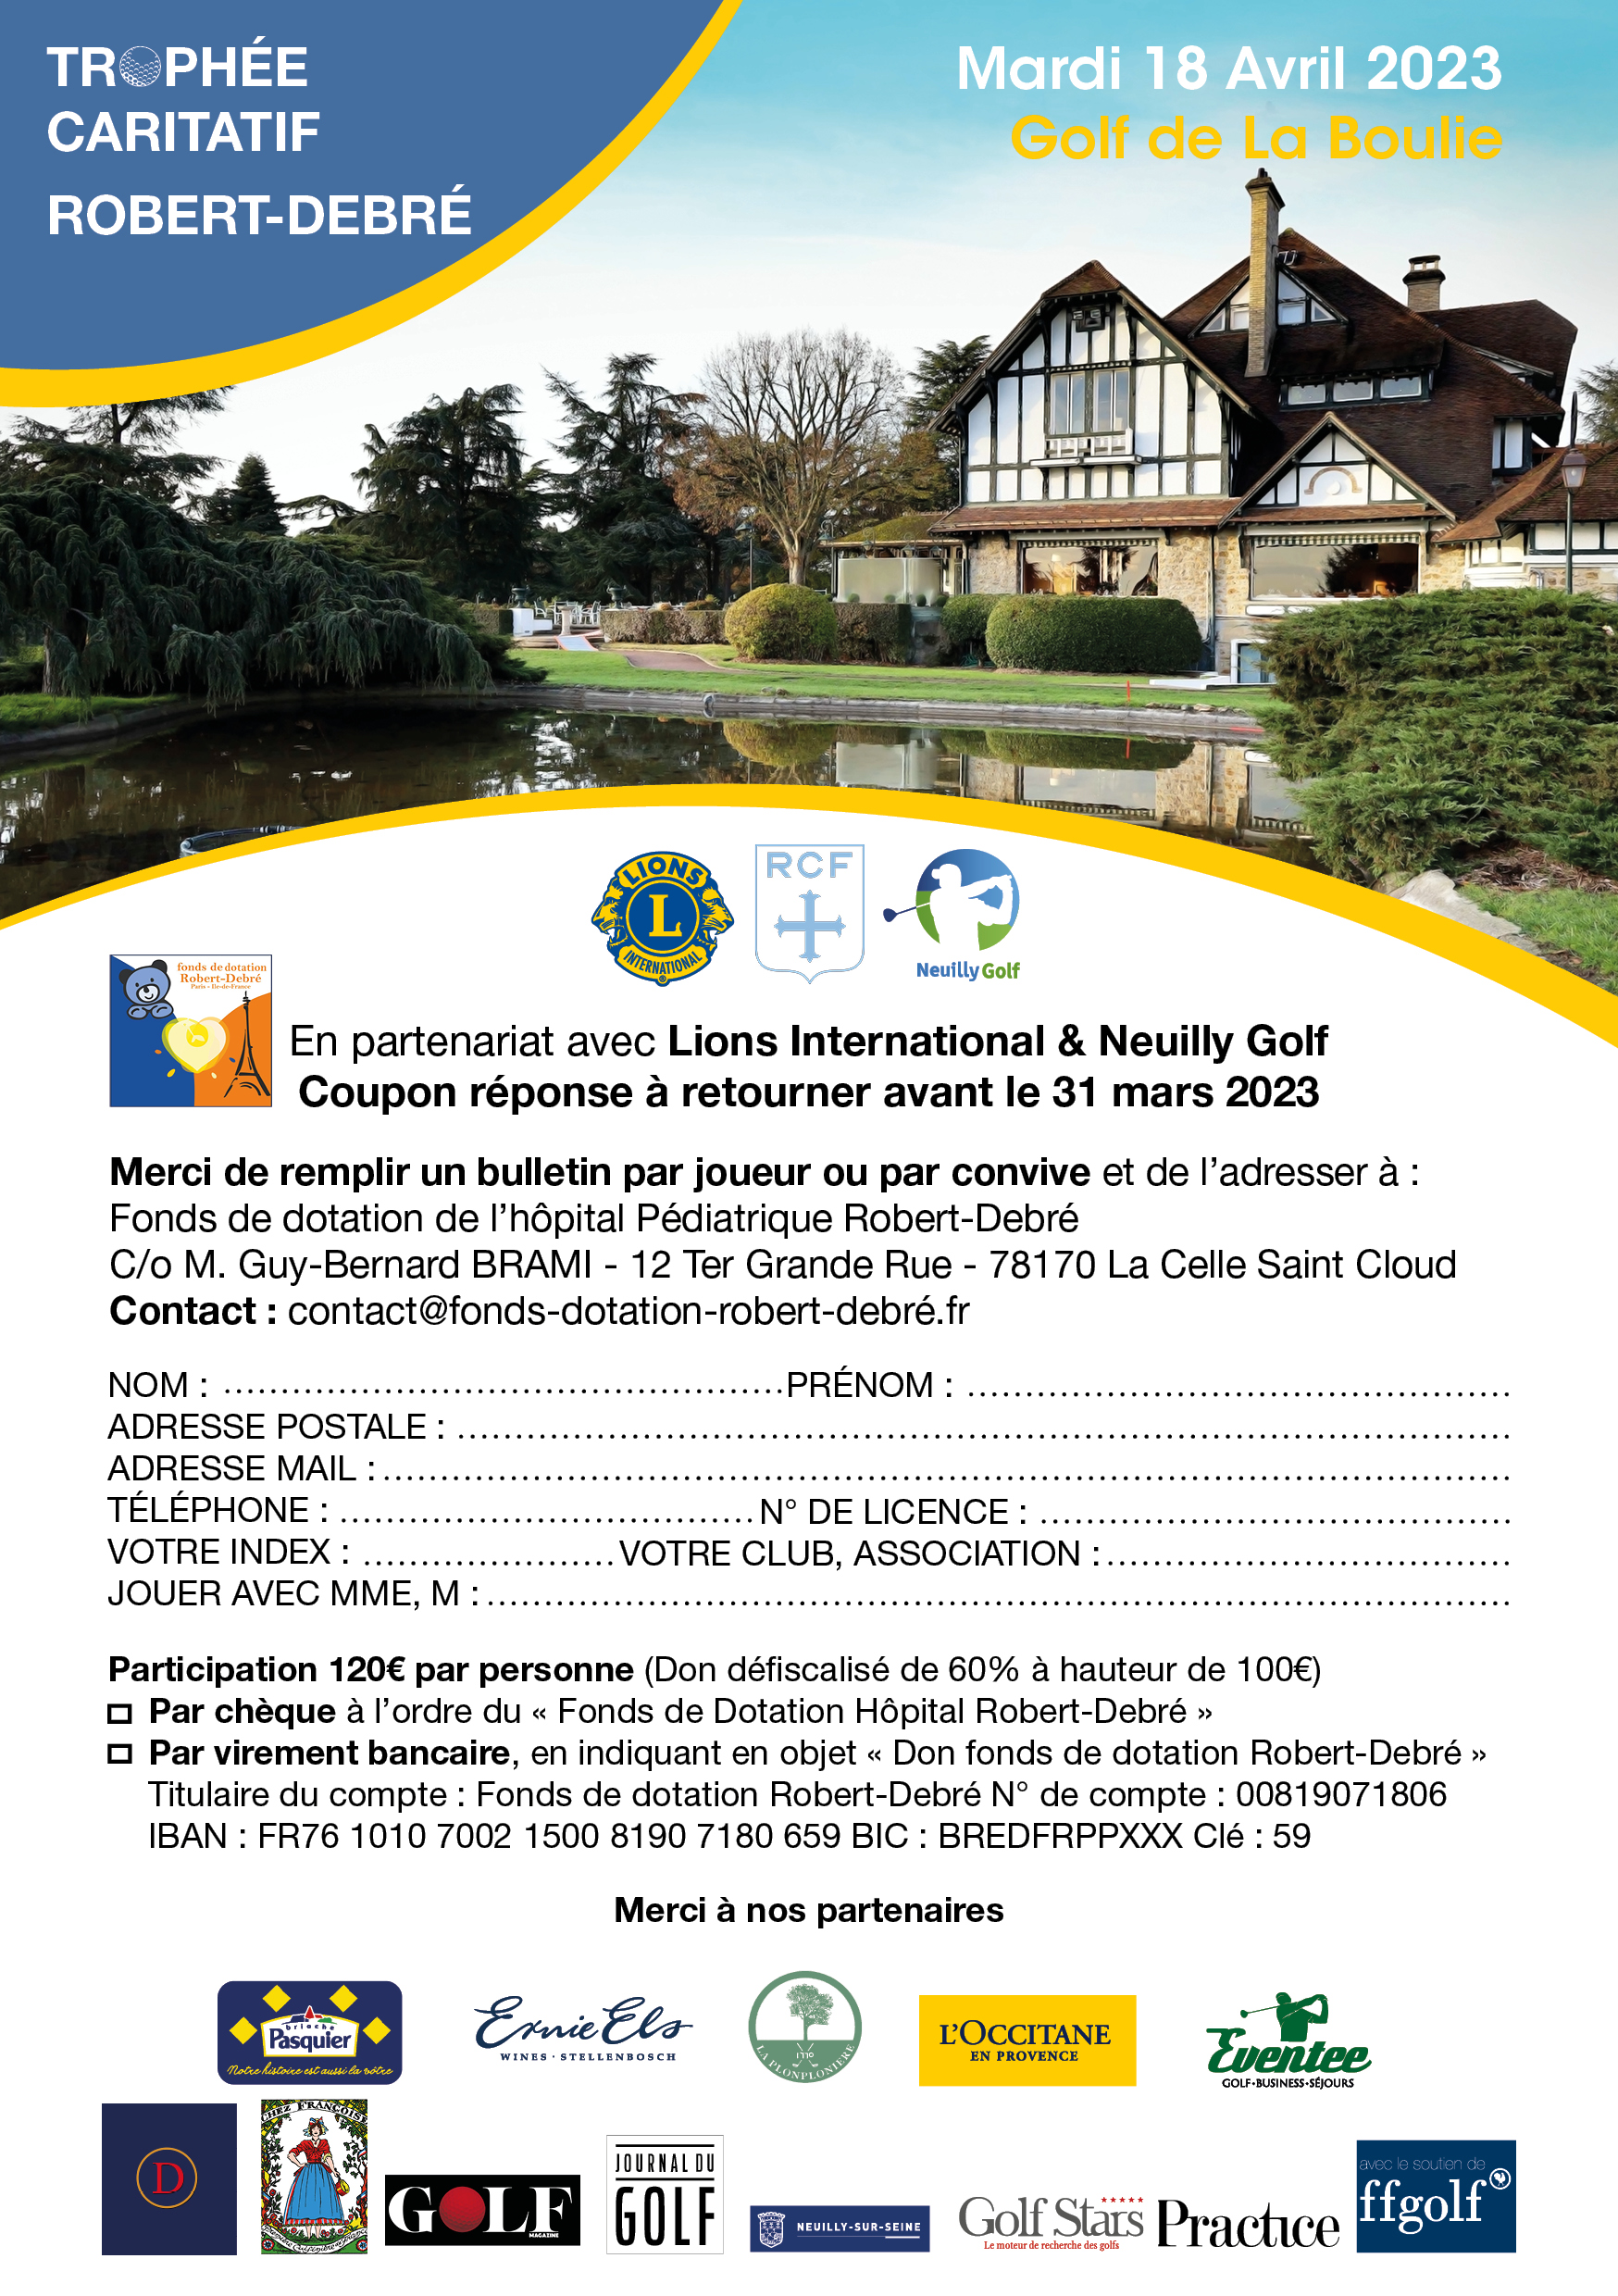 TROPHÉE
CARITATIF
ROBERT-DEBRÉ
Mardi 18 Avril 2023
Golf de La Boulie
LIONS
L
INTERNATIONAL
RCF
Neuilly Golf
fonds de dotation
Robert-Debré
Paris - Ile-de-France
En partenariat avec Lions International & Neuilly Golf
Coupon réponse à retourner avant le 31 mars 2023
Merci de remplir un bulletin par joueur ou par convive et de l’adresser à :
Fonds de dotation de l’hôpital Pédiatrique Robert-Debré
C/o M. Guy-Bernard BRAMI - 12 Ter Grande Rue - 78170 La Celle Saint Cloud
Contact : contact@fonds-dotation-robert-debré.fr
NOM : ................................................PRÉNOM : ...............................................
ADRESSE POSTALE : ...........................................................................................
ADRESSE MAIL : .................................................................................................
TÉLÉPHONE : ....................................N° DE LICENCE : .........................................
VOTRE INDEX : ......................VOTRE CLUB, ASSOCIATION : ...................................
JOUER AVEC MME, M : ........................................................................................
Participation 120€ par personne (Don défiscalisé de 60% à hauteur de 100€)
Par chèque à l’ordre du « Fonds de Dotation Hôpital Robert-Debré »
Par virement bancaire, en indiquant en objet « Don fonds de dotation Robert-Debré »
Titulaire du compte : Fonds de dotation Robert-Debré N° de compte : 00819071806
IBAN : FR76 1010 7002 1500 8190 7180 659 BIC : BREDFRPPXXX Clé : 59
Merci à nos partenaires
brioche
Pasquier
Notre histoire est aussi la vôtre
Ernie Els
WINES · STELLENBOSCH
1770
LA PLONPLONIÈRE
L’OCCITANE
EN PROVENCE
Eventee
GOLF•BUSINESS•SÉJOURS
D
CHEZ FRANÇOISE
GOLF
MAGAZINE
JOURNAL DU
GOLF
NEUILLY-SUR-SEINE
Golf Stars
Le moteur de recherche des golfs
Practice
avec le soutien de
ffgolf